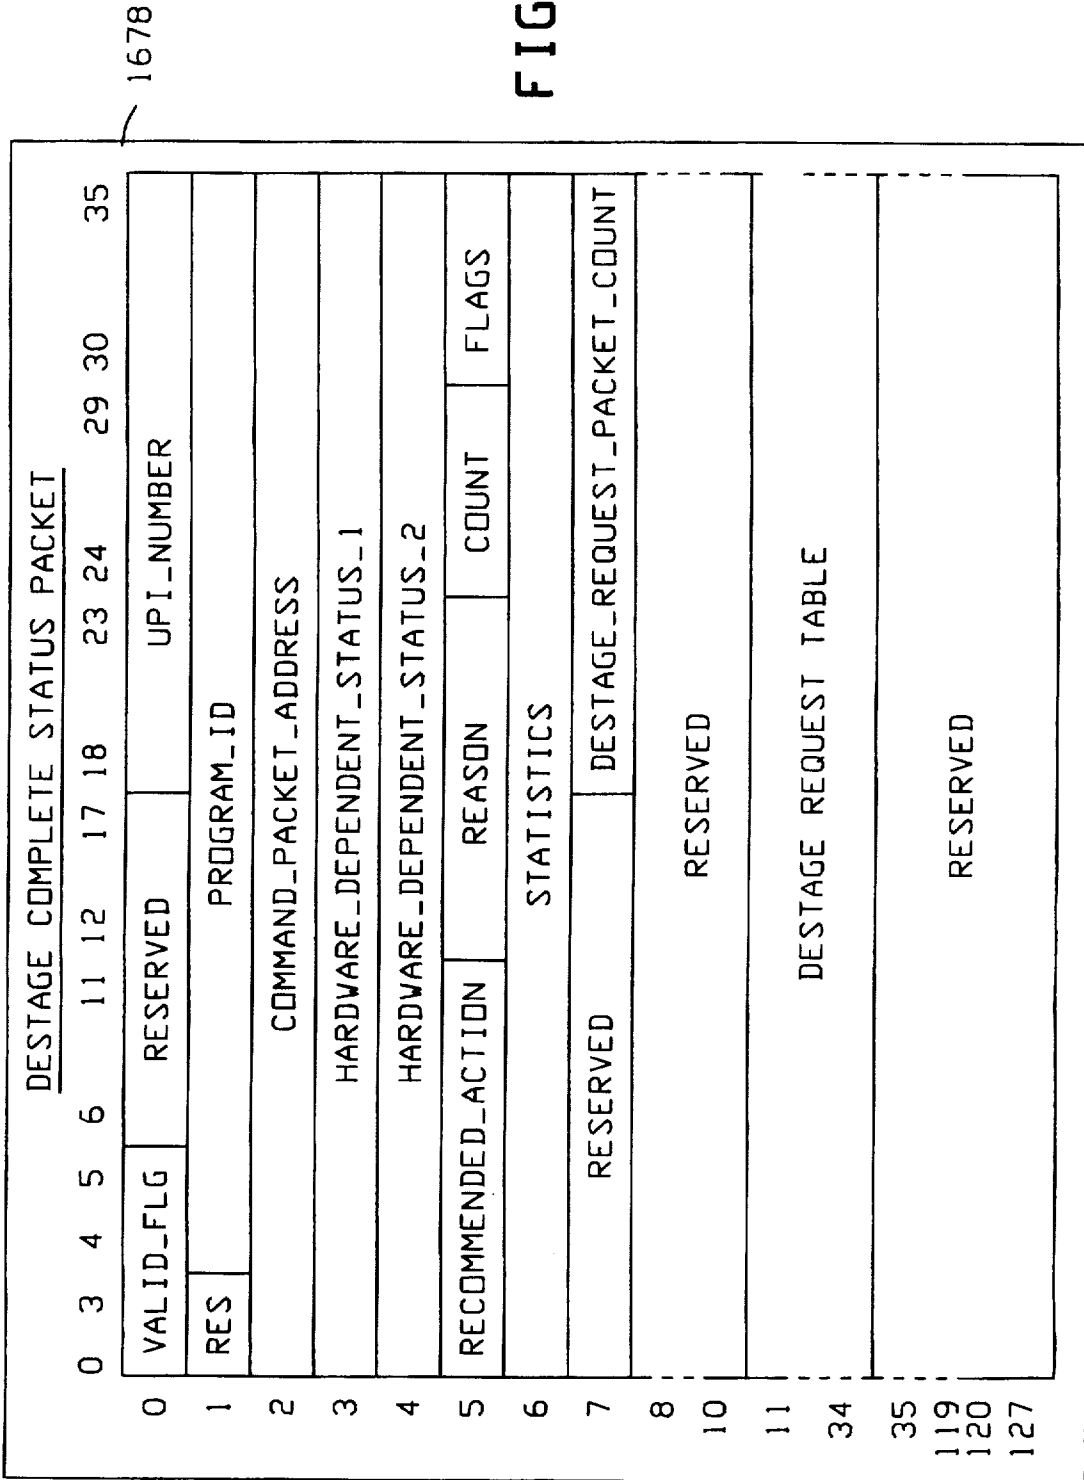 DESTAGE COMPLETE STATUS PACKET
0 3 4 5 6 11 12 17 18 23 24 29 30 35
0 VALID_FLG RESERVED UPI_NUMBER
1 RES PROGRAM_ID
2 COMMAND_PACKET_ADDRESS
3 HARDWARE_DEPENDENT_STATUS_1
4 HARDWARE_DEPENDENT_STATUS_2
5 RECOMMENDED_ACTION REASON COUNT FLAGS
6 STATISTICS
7 RESERVED DESTAGE_REQUEST_PACKET_COUNT
8
RESERVED
10
11
DESTAGE REQUEST TABLE
34
35
119 RESERVED
120
127
1678
FIG